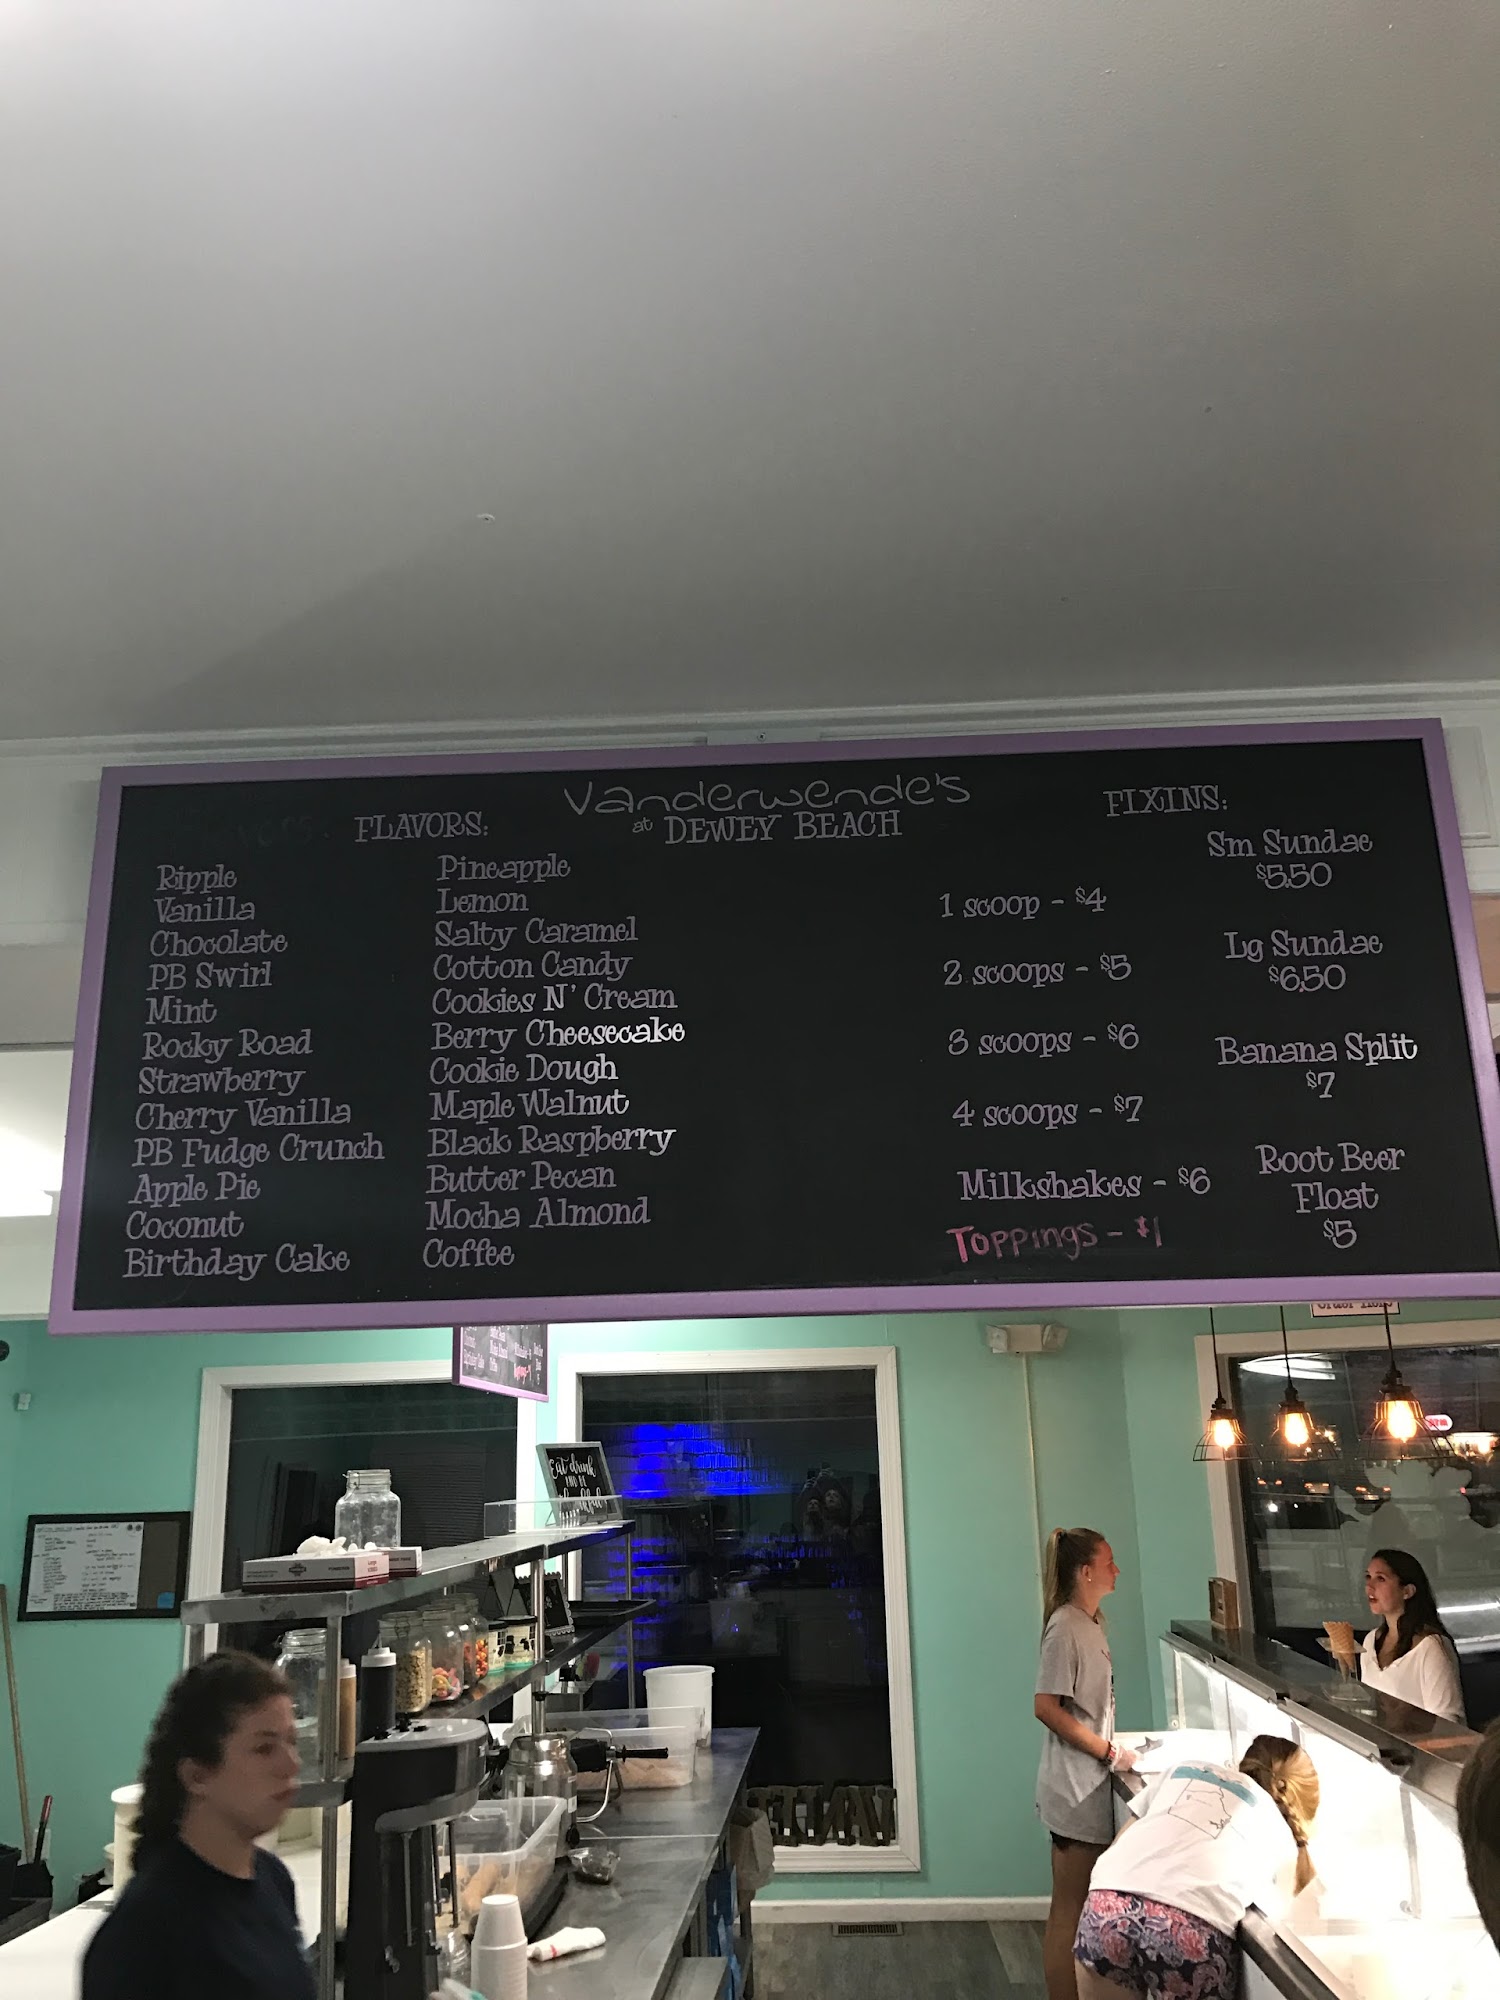 Vanderwende's
at DEWEY BEACH
FLAVORS:
Ripple
Vanilla
Chocolate
PB Swirl
Mint
Rocky Road
Strawberry
Cherry Vanilla
PB Fudge Crunch
Apple Pie
Coconut
Birthday Cake
Pineapple
Lemon
Salty Caramel
Cotton Candy
Cookies N' Cream
Berry Cheesecake
Cookie Dough
Maple Walnut
Black Raspberry
Butter Pecan
Mocha Almond
Coffee
FIXINS:
1 scoop - $4
2 scoops - $5
3 scoops - $6
4 scoops - $7
Milkshakes - $6
Toppings - $1
Sm Sundae
$5.50
Lg Sundae
$6.50
Banana Split
$7
Root Beer
Float
$5
Eat drink
AND BE